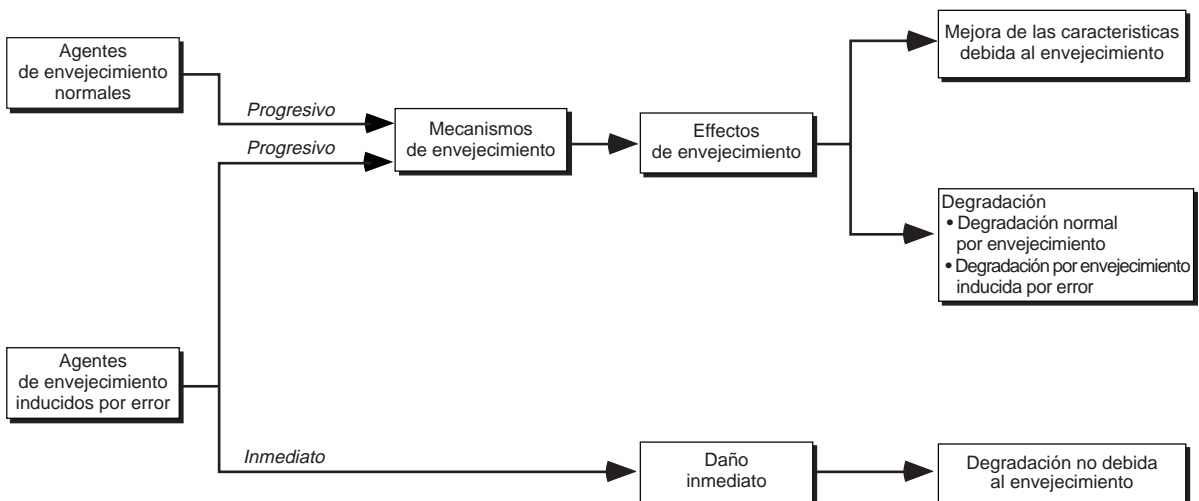 Agentes
de envejecimiento
normales
Progresivo
Progresivo
Mecanismos
de envejecimiento
Effectos
de envejecimiento
Mejora de las caracteristicas
debida al envejecimiento
Degradación
• Degradación normal
por envejecimiento
• Degradación por envejecimiento
inducida por error
Agentes
de envejecimiento
inducidos por error
Inmediato
Daño
inmediato
Degradación no debida
al envejecimiento